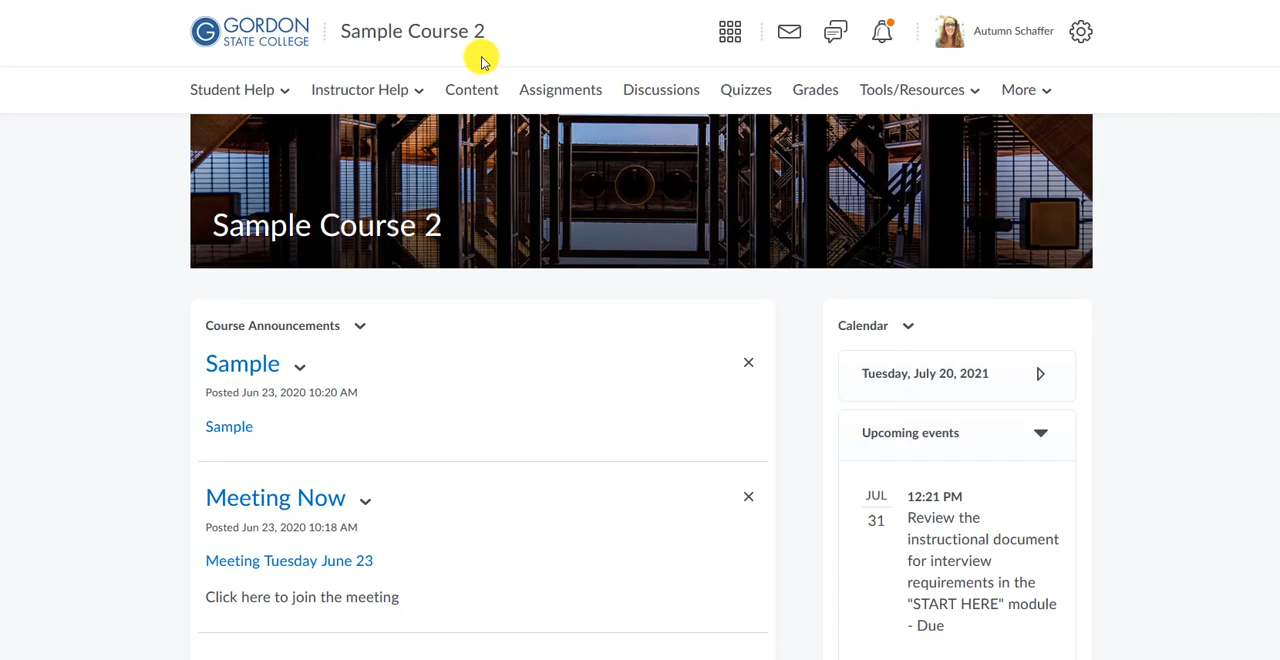 GORDON
STATE COLLEGE
Sample Course 2
Autumn Schaffer
Student Help
Instructor Help
Content
Assignments
Discussions
Quizzes
Grades
Tools/Resources
More
Sample Course 2
Course Announcements
Sample
Posted Jun 23, 2020 10:20 AM
Sample
Meeting Now
Posted Jun 23, 2020 10:18 AM
Meeting Tuesday June 23
Click here to join the meeting
Calendar
Tuesday, July 20, 2021
Upcoming events
JUL
31
12:21 PM
Review the
instructional document
for interview
requirements in the
"START HERE" module
- Due